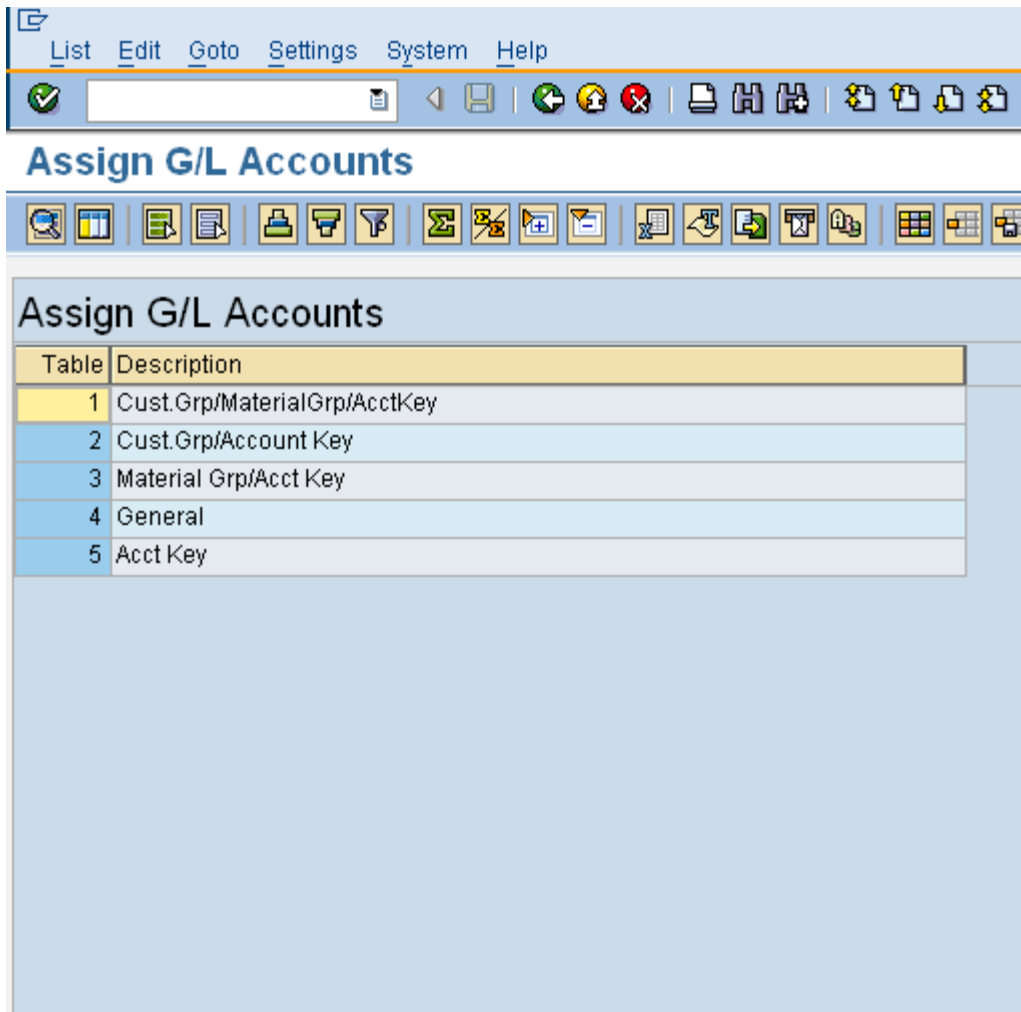 List Edit Goto Settings System Help
Assign G/L Accounts
Assign G/L Accounts
Table Description
1 Cust.Grp/MaterialGrp/AcctKey
2 Cust.Grp/Account Key
3 Material Grp/Acct Key
4 General
5 Acct Key